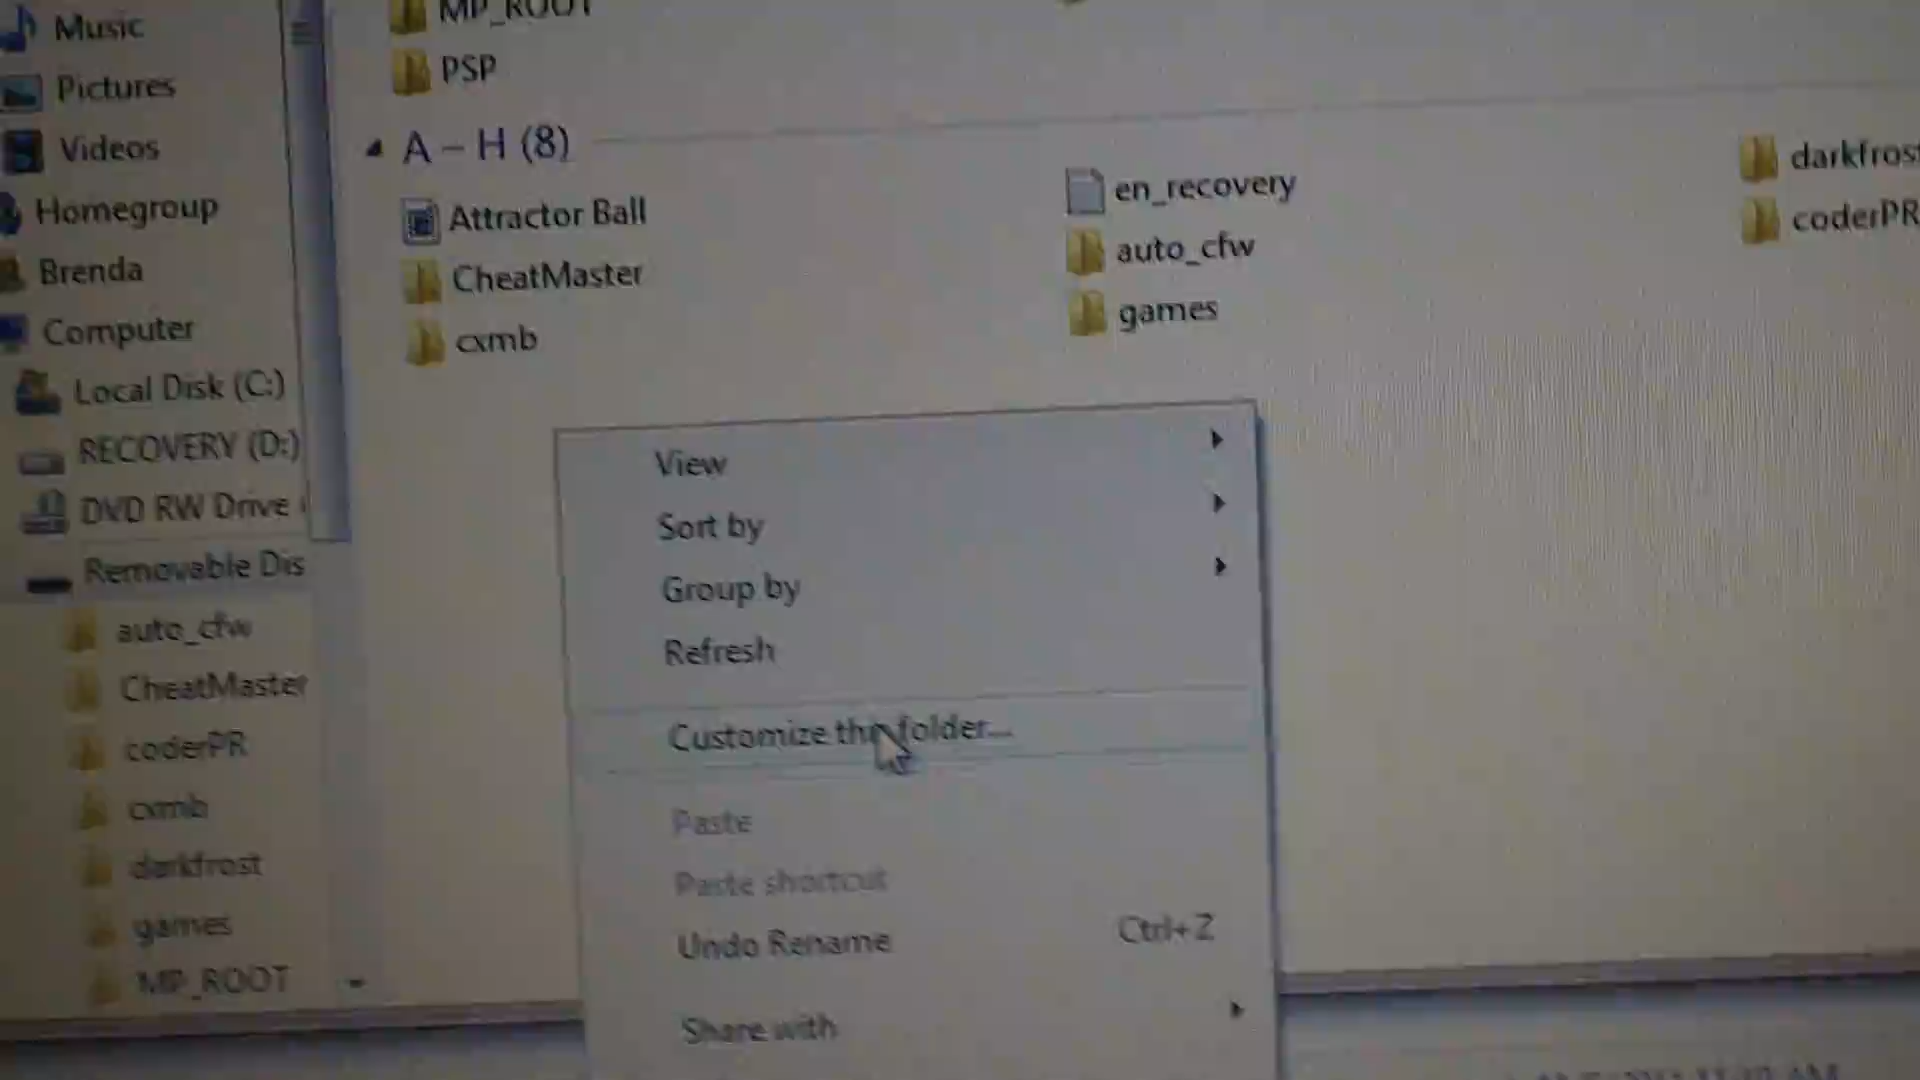 Music
Pictures
Videos
Homegroup
Brenda
Computer
Local Disk (C:)
RECOVERY (D:)
DVD RW Drive
Removable Dis
auto_cfw
CheatMaster
coderPR
cxmb
darkfrost
games
MP_ROOT
MP_ROOT
PSP
A – H (8)
Attractor Ball
CheatMaster
cxmb
en_recovery
auto_cfw
games
darkfrost
coderPR
View
Sort by
Group by
Refresh
Customize this folder...
Paste
Paste shortcut
Undo Rename Ctrl+Z
Share with